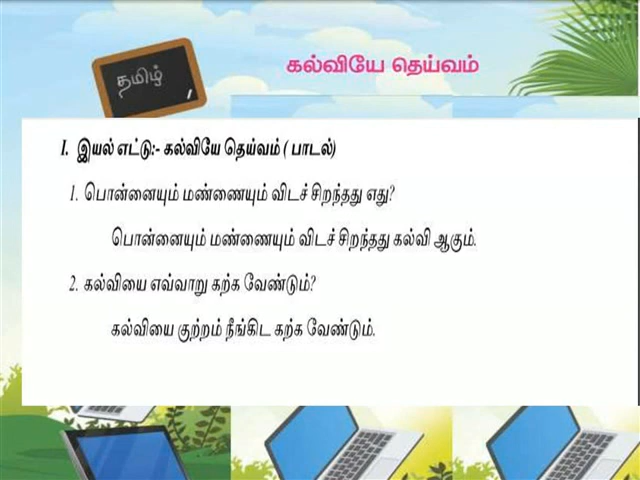 தமிழ்
கல்வியே தெய்வம்
I. இயல் எட்டு:- கல்வியே தெய்வம் ( பாடல்)
1. பொன்னையும் மண்ணையும் விடச் சிறந்தது எது?
பொன்னையும் மண்ணையும் விடச் சிறந்தது கல்வி ஆகும்.
2. கல்வியை எவ்வாறு கற்க வேண்டும்?
கல்வியை குற்றம் நீங்கிட கற்க வேண்டும்.